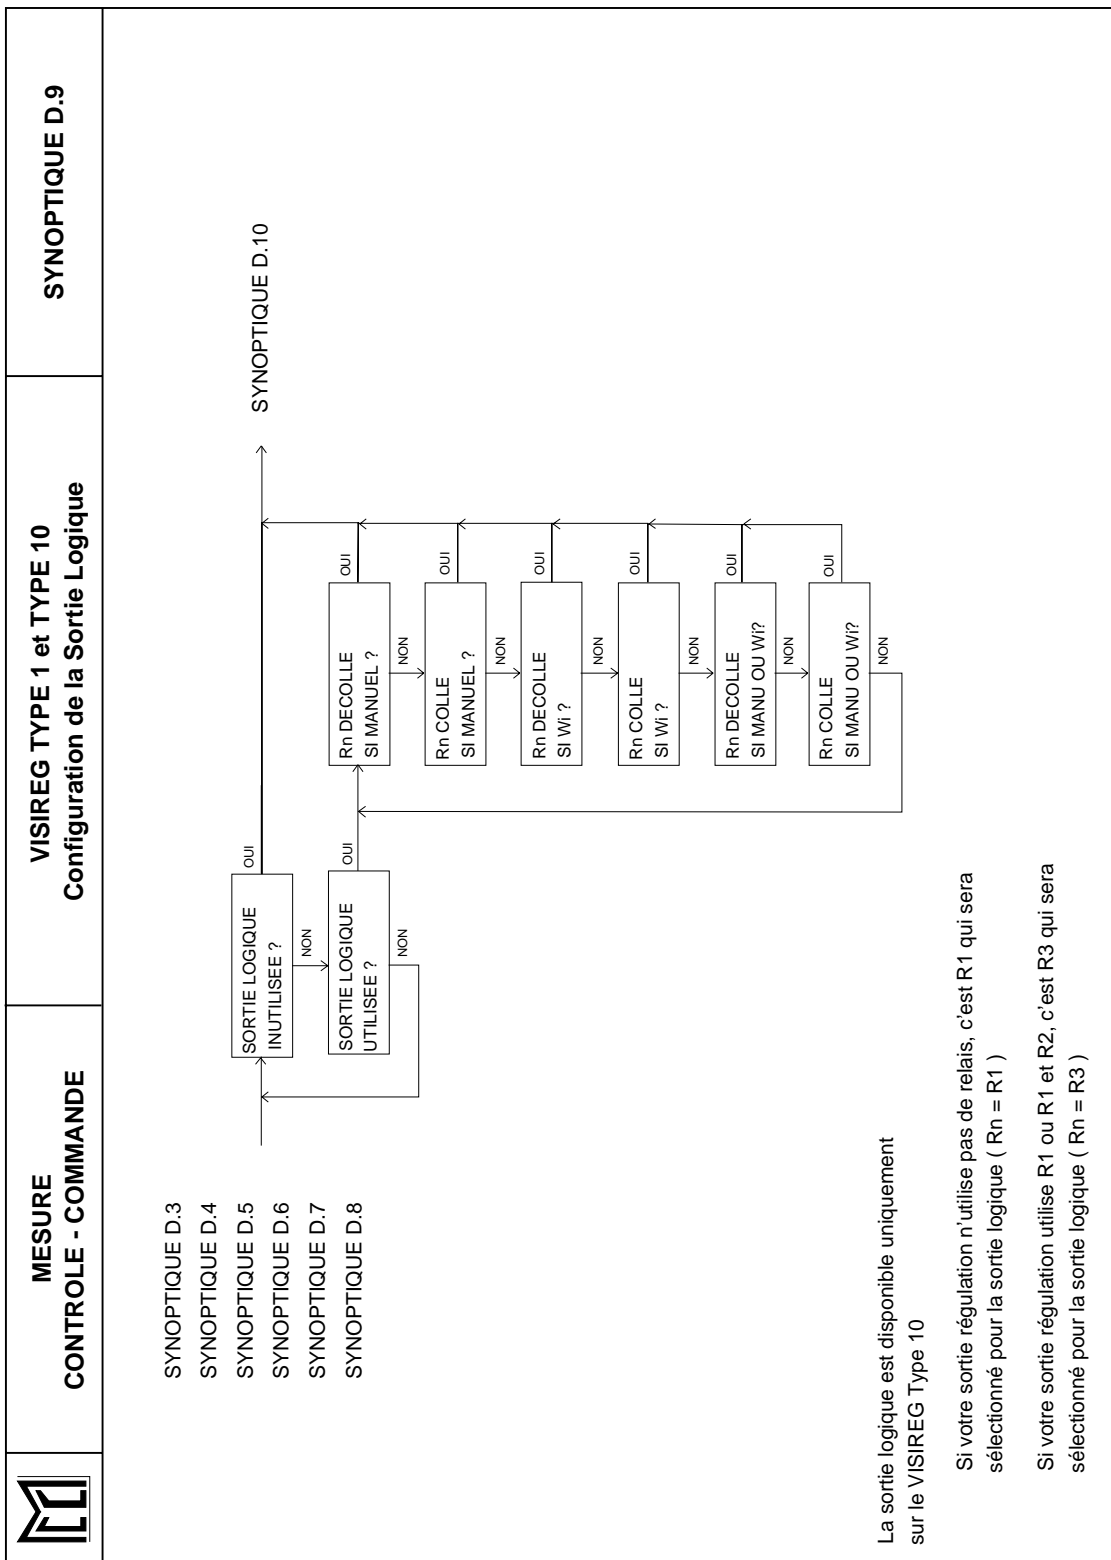 MESURE
CONTROLE - COMMANDE
VISIREG TYPE 1 et TYPE 10
Configuration de la Sortie Logique
SYNOPTIQUE D.9
SYNOPTIQUE D.3
SYNOPTIQUE D.4
SYNOPTIQUE D.5
SYNOPTIQUE D.6
SYNOPTIQUE D.7
SYNOPTIQUE D.8
SORTIE LOGIQUE
INUTILISEE ?
OUI
NON
SORTIE LOGIQUE
UTILISEE ?
OUI
NON
SYNOPTIQUE D.10
Rn DECOLLE
SI MANUEL ?
OUI
NON
Rn COLLE
SI MANUEL ?
OUI
NON
Rn DECOLLE
SI Wi ?
OUI
NON
Rn COLLE
SI Wi ?
OUI
NON
Rn DECOLLE
SI MANU OU Wi?
OUI
NON
Rn COLLE
SI MANU OU Wi?
OUI
NON
La sortie logique est disponible uniquement
sur le VISIREG Type 10
Si votre sortie régulation n'utilise pas de relais, c'est R1 qui sera
sélectionné pour la sortie logique ( Rn = R1 )
Si votre sortie régulation utilise R1 ou R1 et R2, c'est R3 qui sera
sélectionné pour la sortie logique ( Rn = R3 )